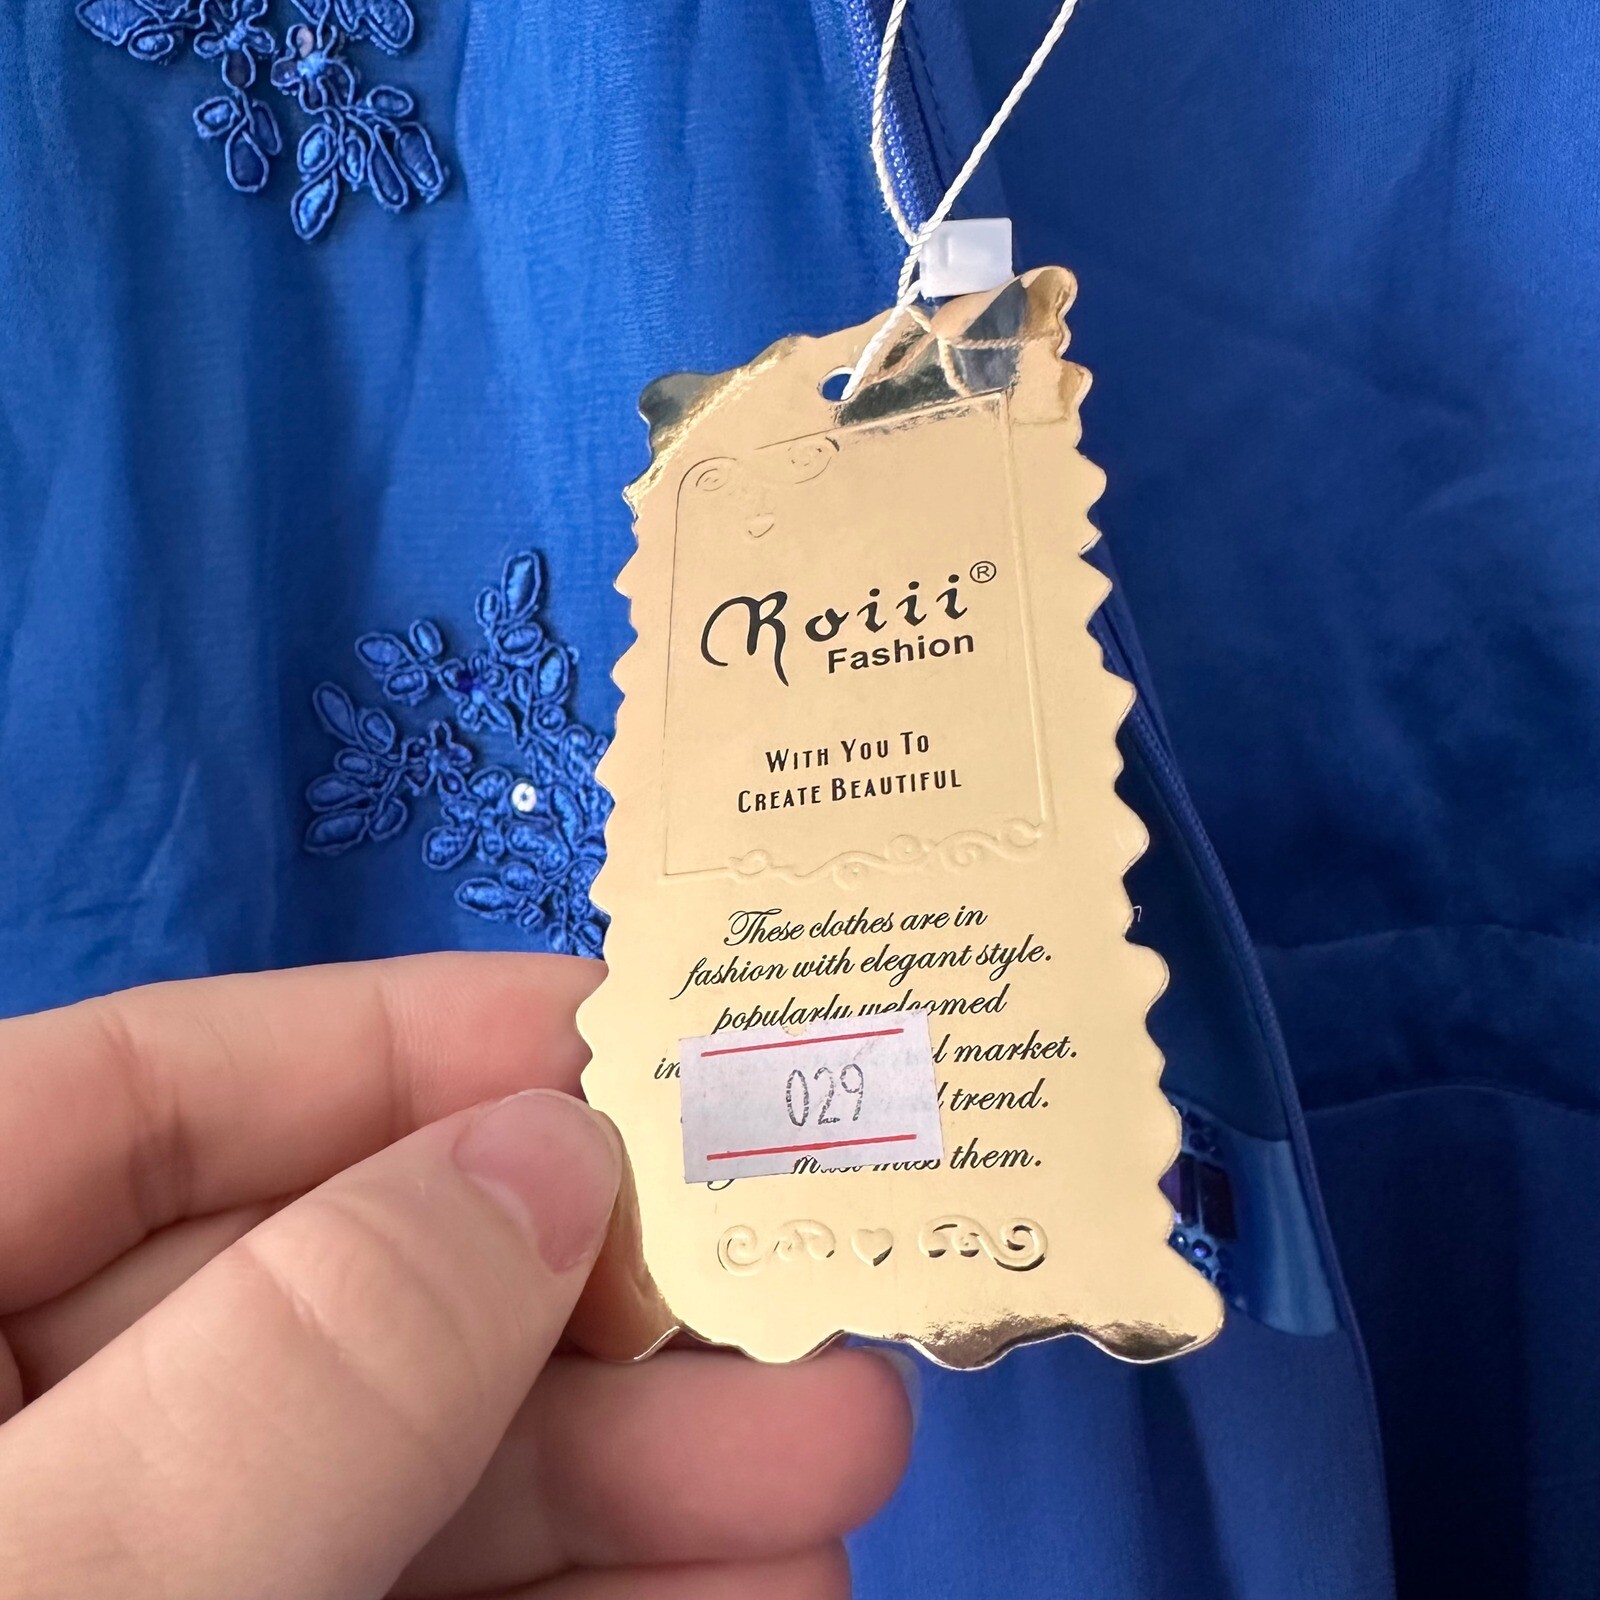 Roiii®
Fashion
WITH YOU TO
CREATE BEAUTIFUL
These clothes are in
fashion with elegant style.
popularly welcomed
in market.
029
trend.
them.